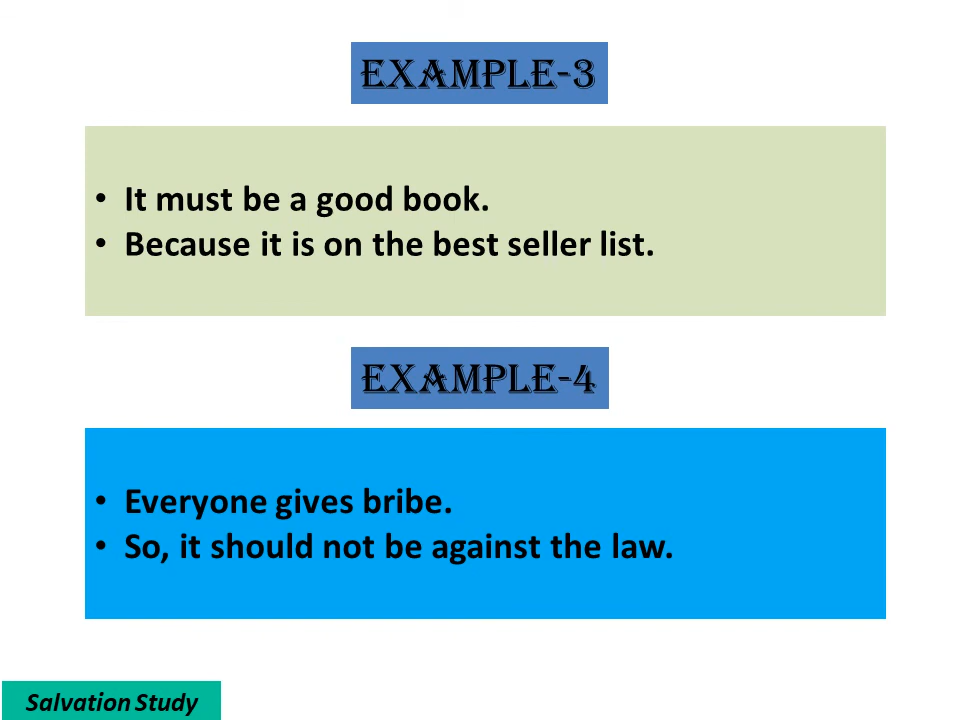 EXAMPLE-3
• It must be a good book.
• Because it is on the best seller list.
EXAMPLE-4
• Everyone gives bribe.
• So, it should not be against the law.
Salvation Study